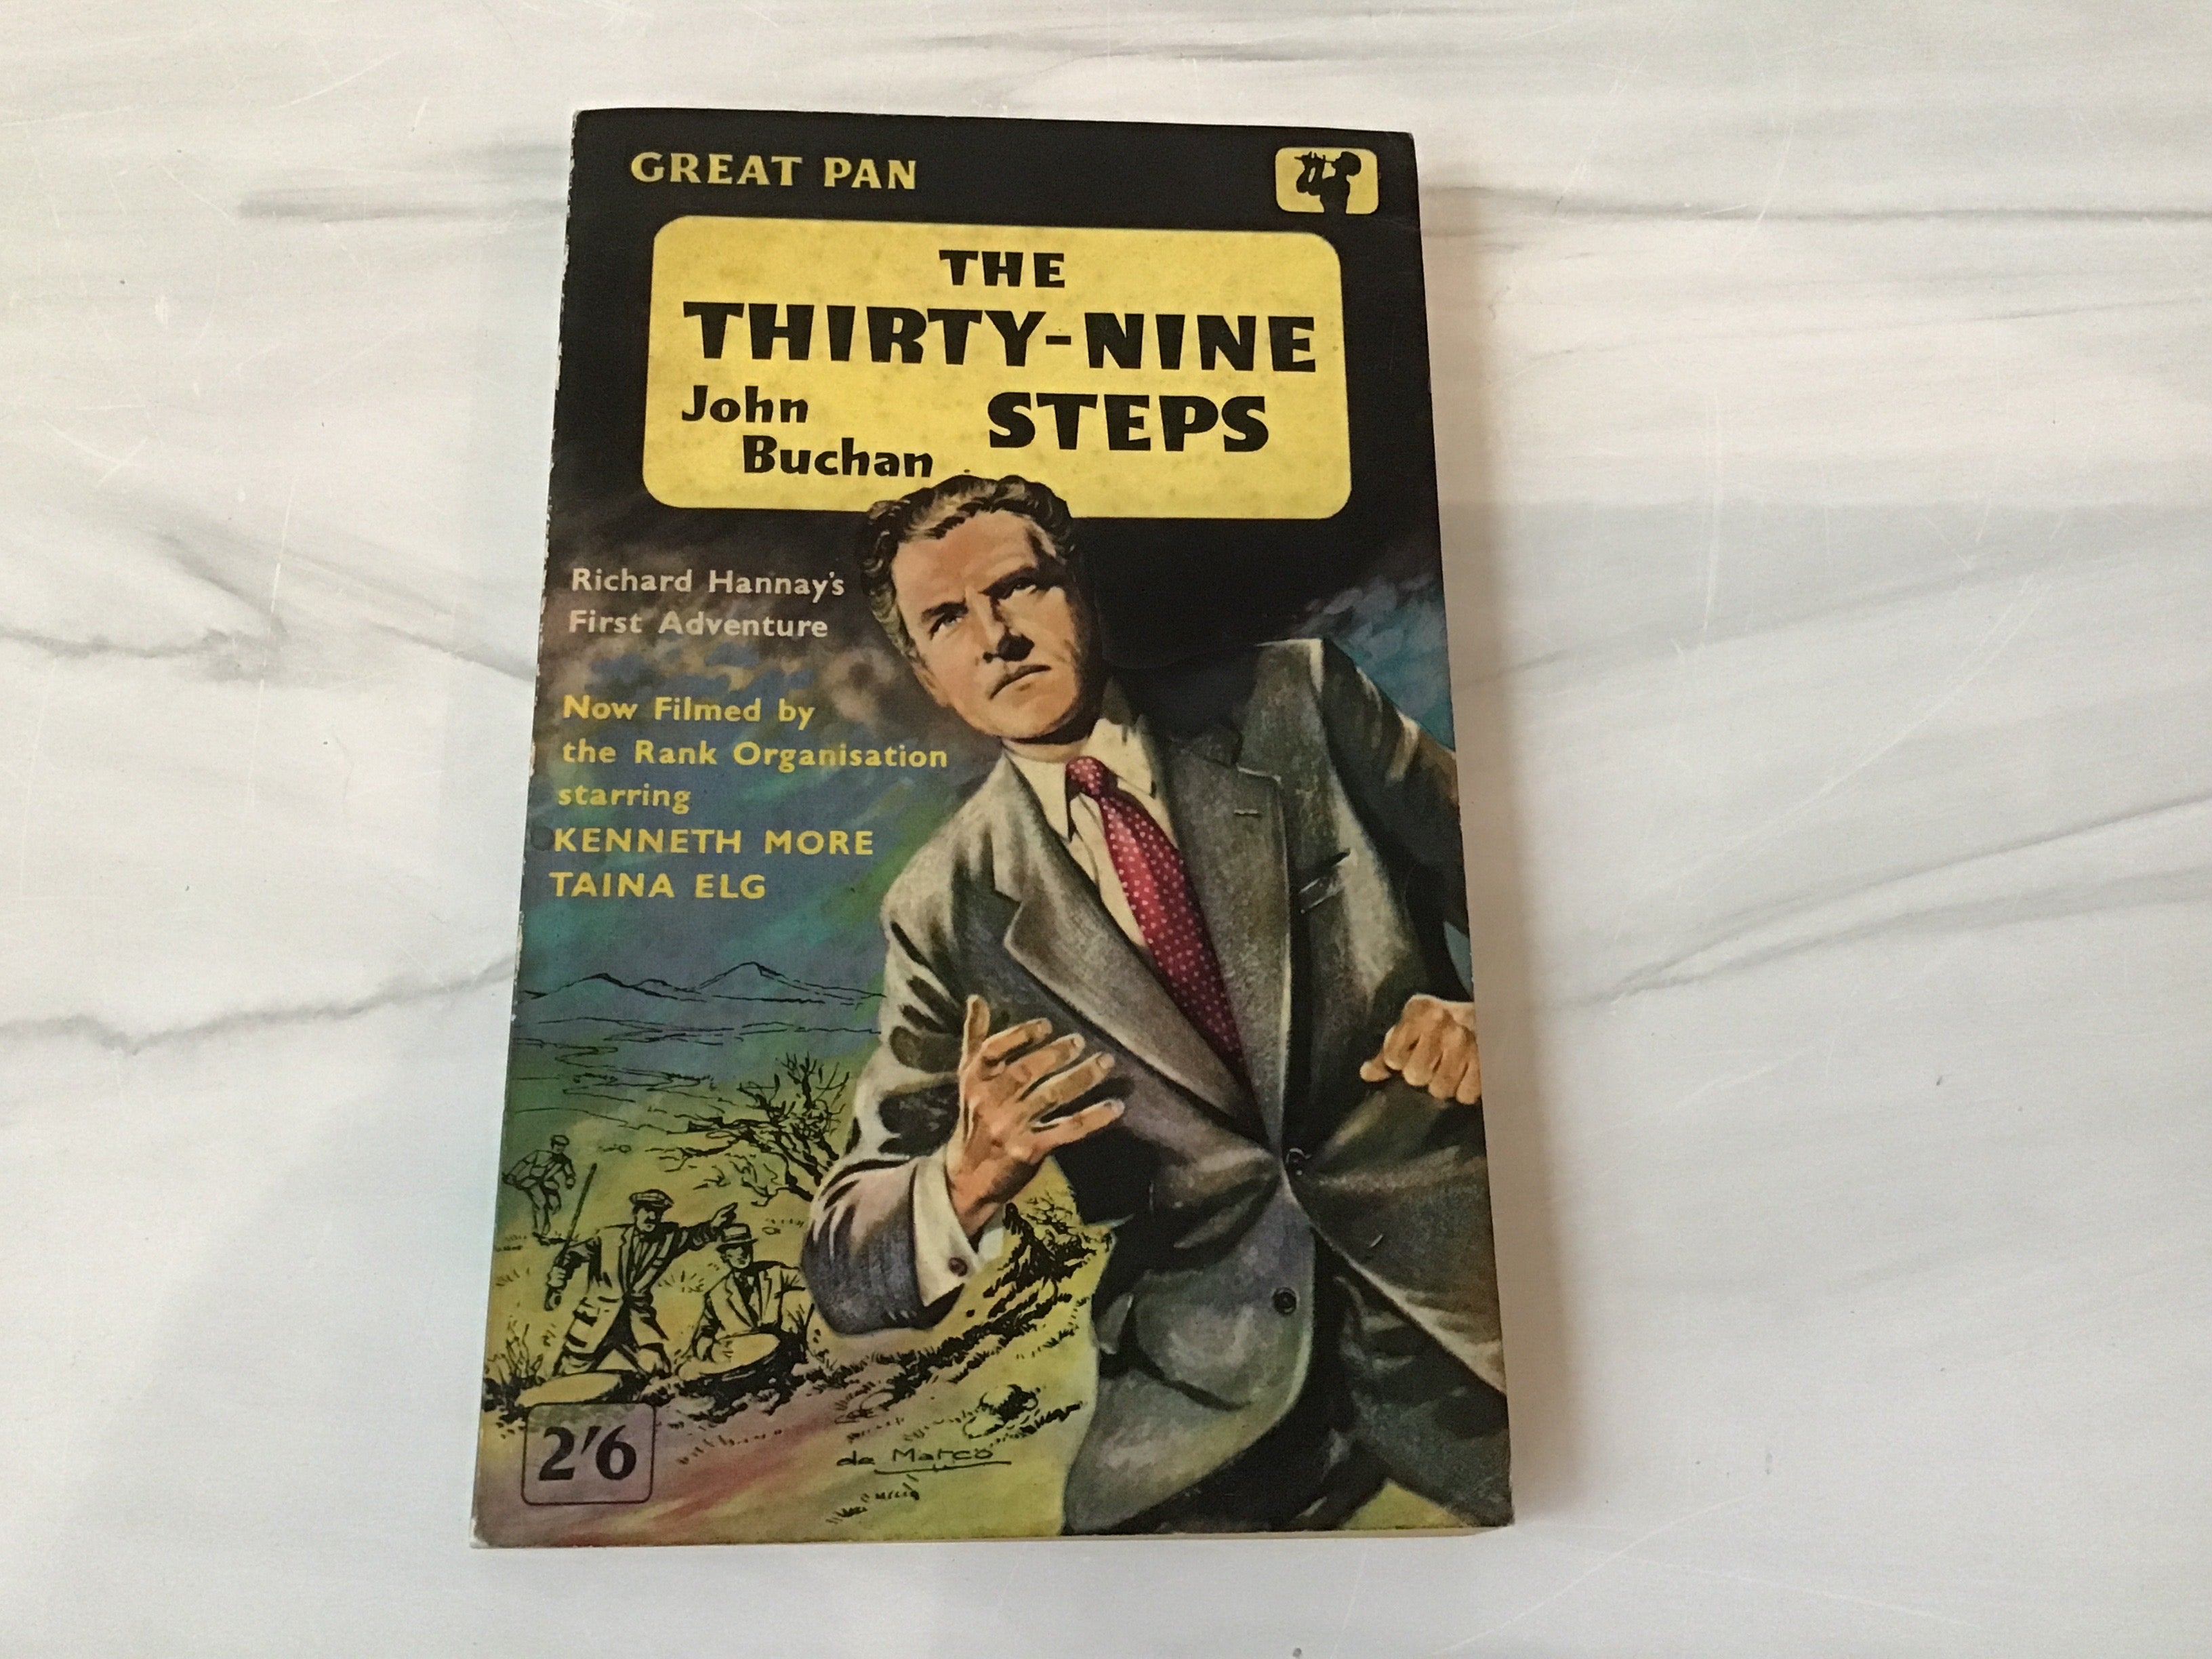 GREAT PAN
THE
THIRTY-NINE
STEPS
John
Buchan
Richard Hannay's
First Adventure
Now Filmed by
the Rank Organisation
starring
KENNETH MORE
TAINA ELG
2'6
de Marco